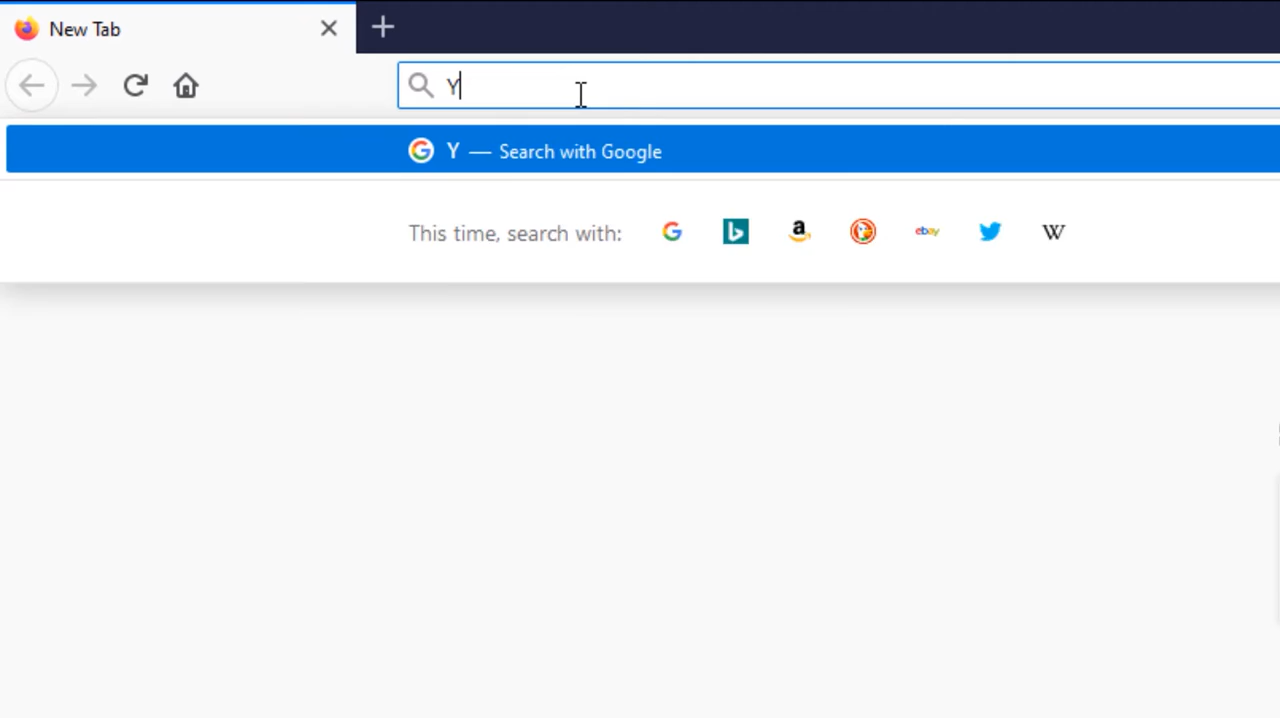 New Tab
Y
Y — Search with Google
This time, search with:
ebay
W